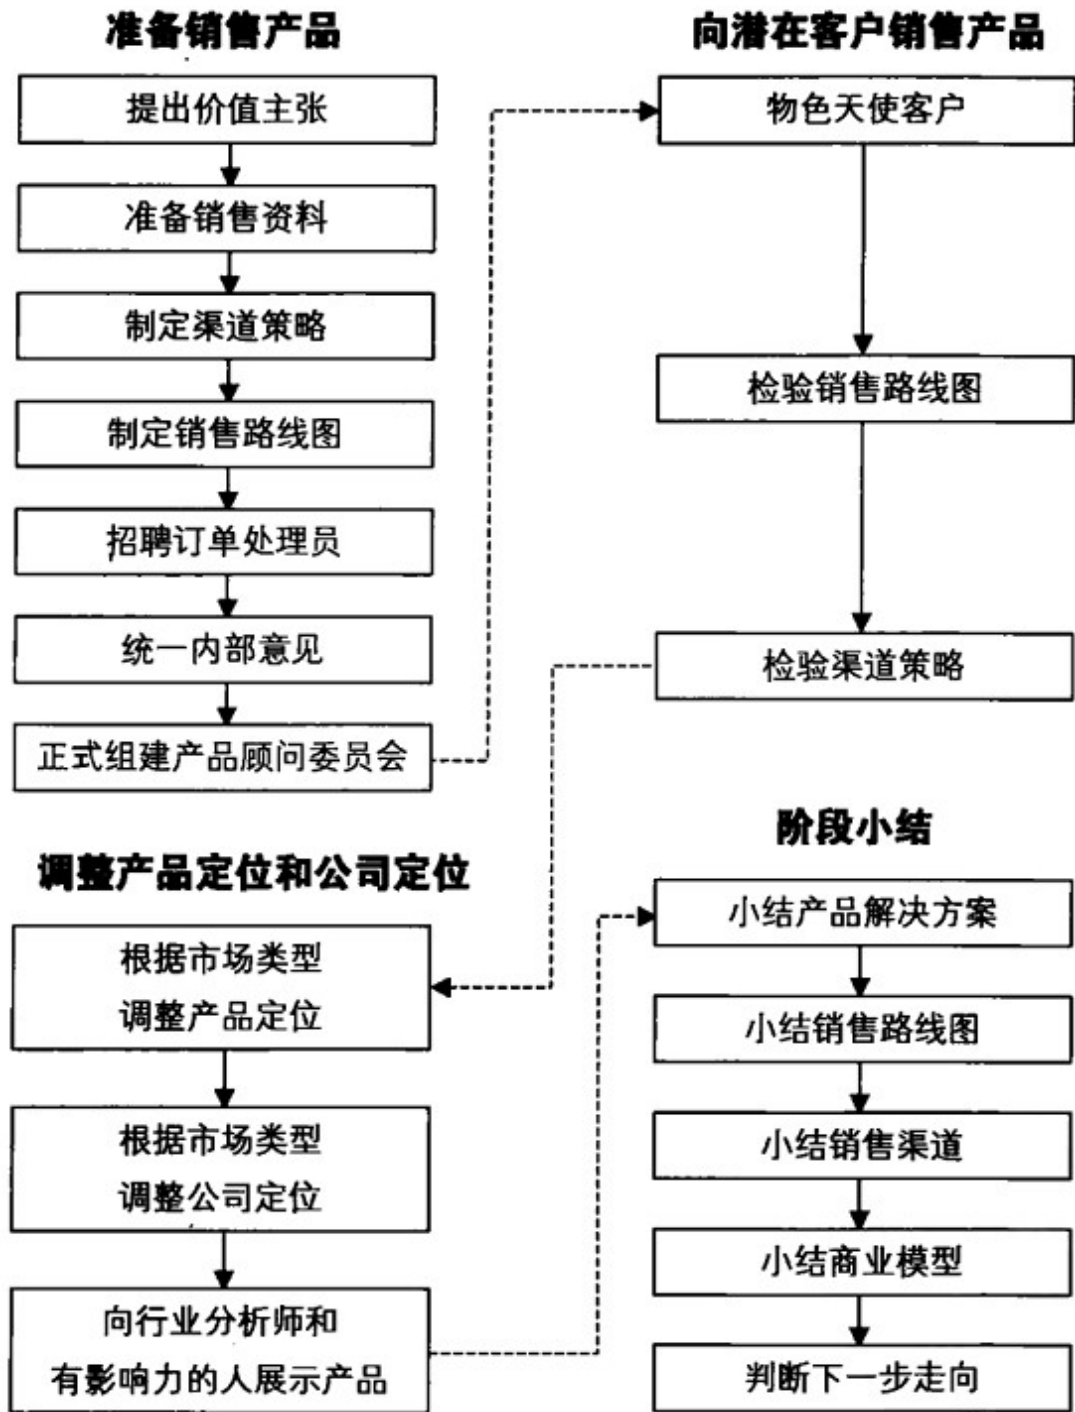 准备销售产品
提出价值主张
准备销售资料
制定渠道策略
制定销售路线图
招聘订单处理员
统一内部意见
正式组建产品顾问委员会
向潜在客户销售产品
物色天使客户
检验销售路线图
检验渠道策略
调整产品定位和公司定位
根据市场类型
调整产品定位
根据市场类型
调整公司定位
向行业分析师和
有影响力的人展示产品
阶段小结
小结产品解决方案
小结销售路线图
小结销售渠道
小结商业模型
判断下一步走向